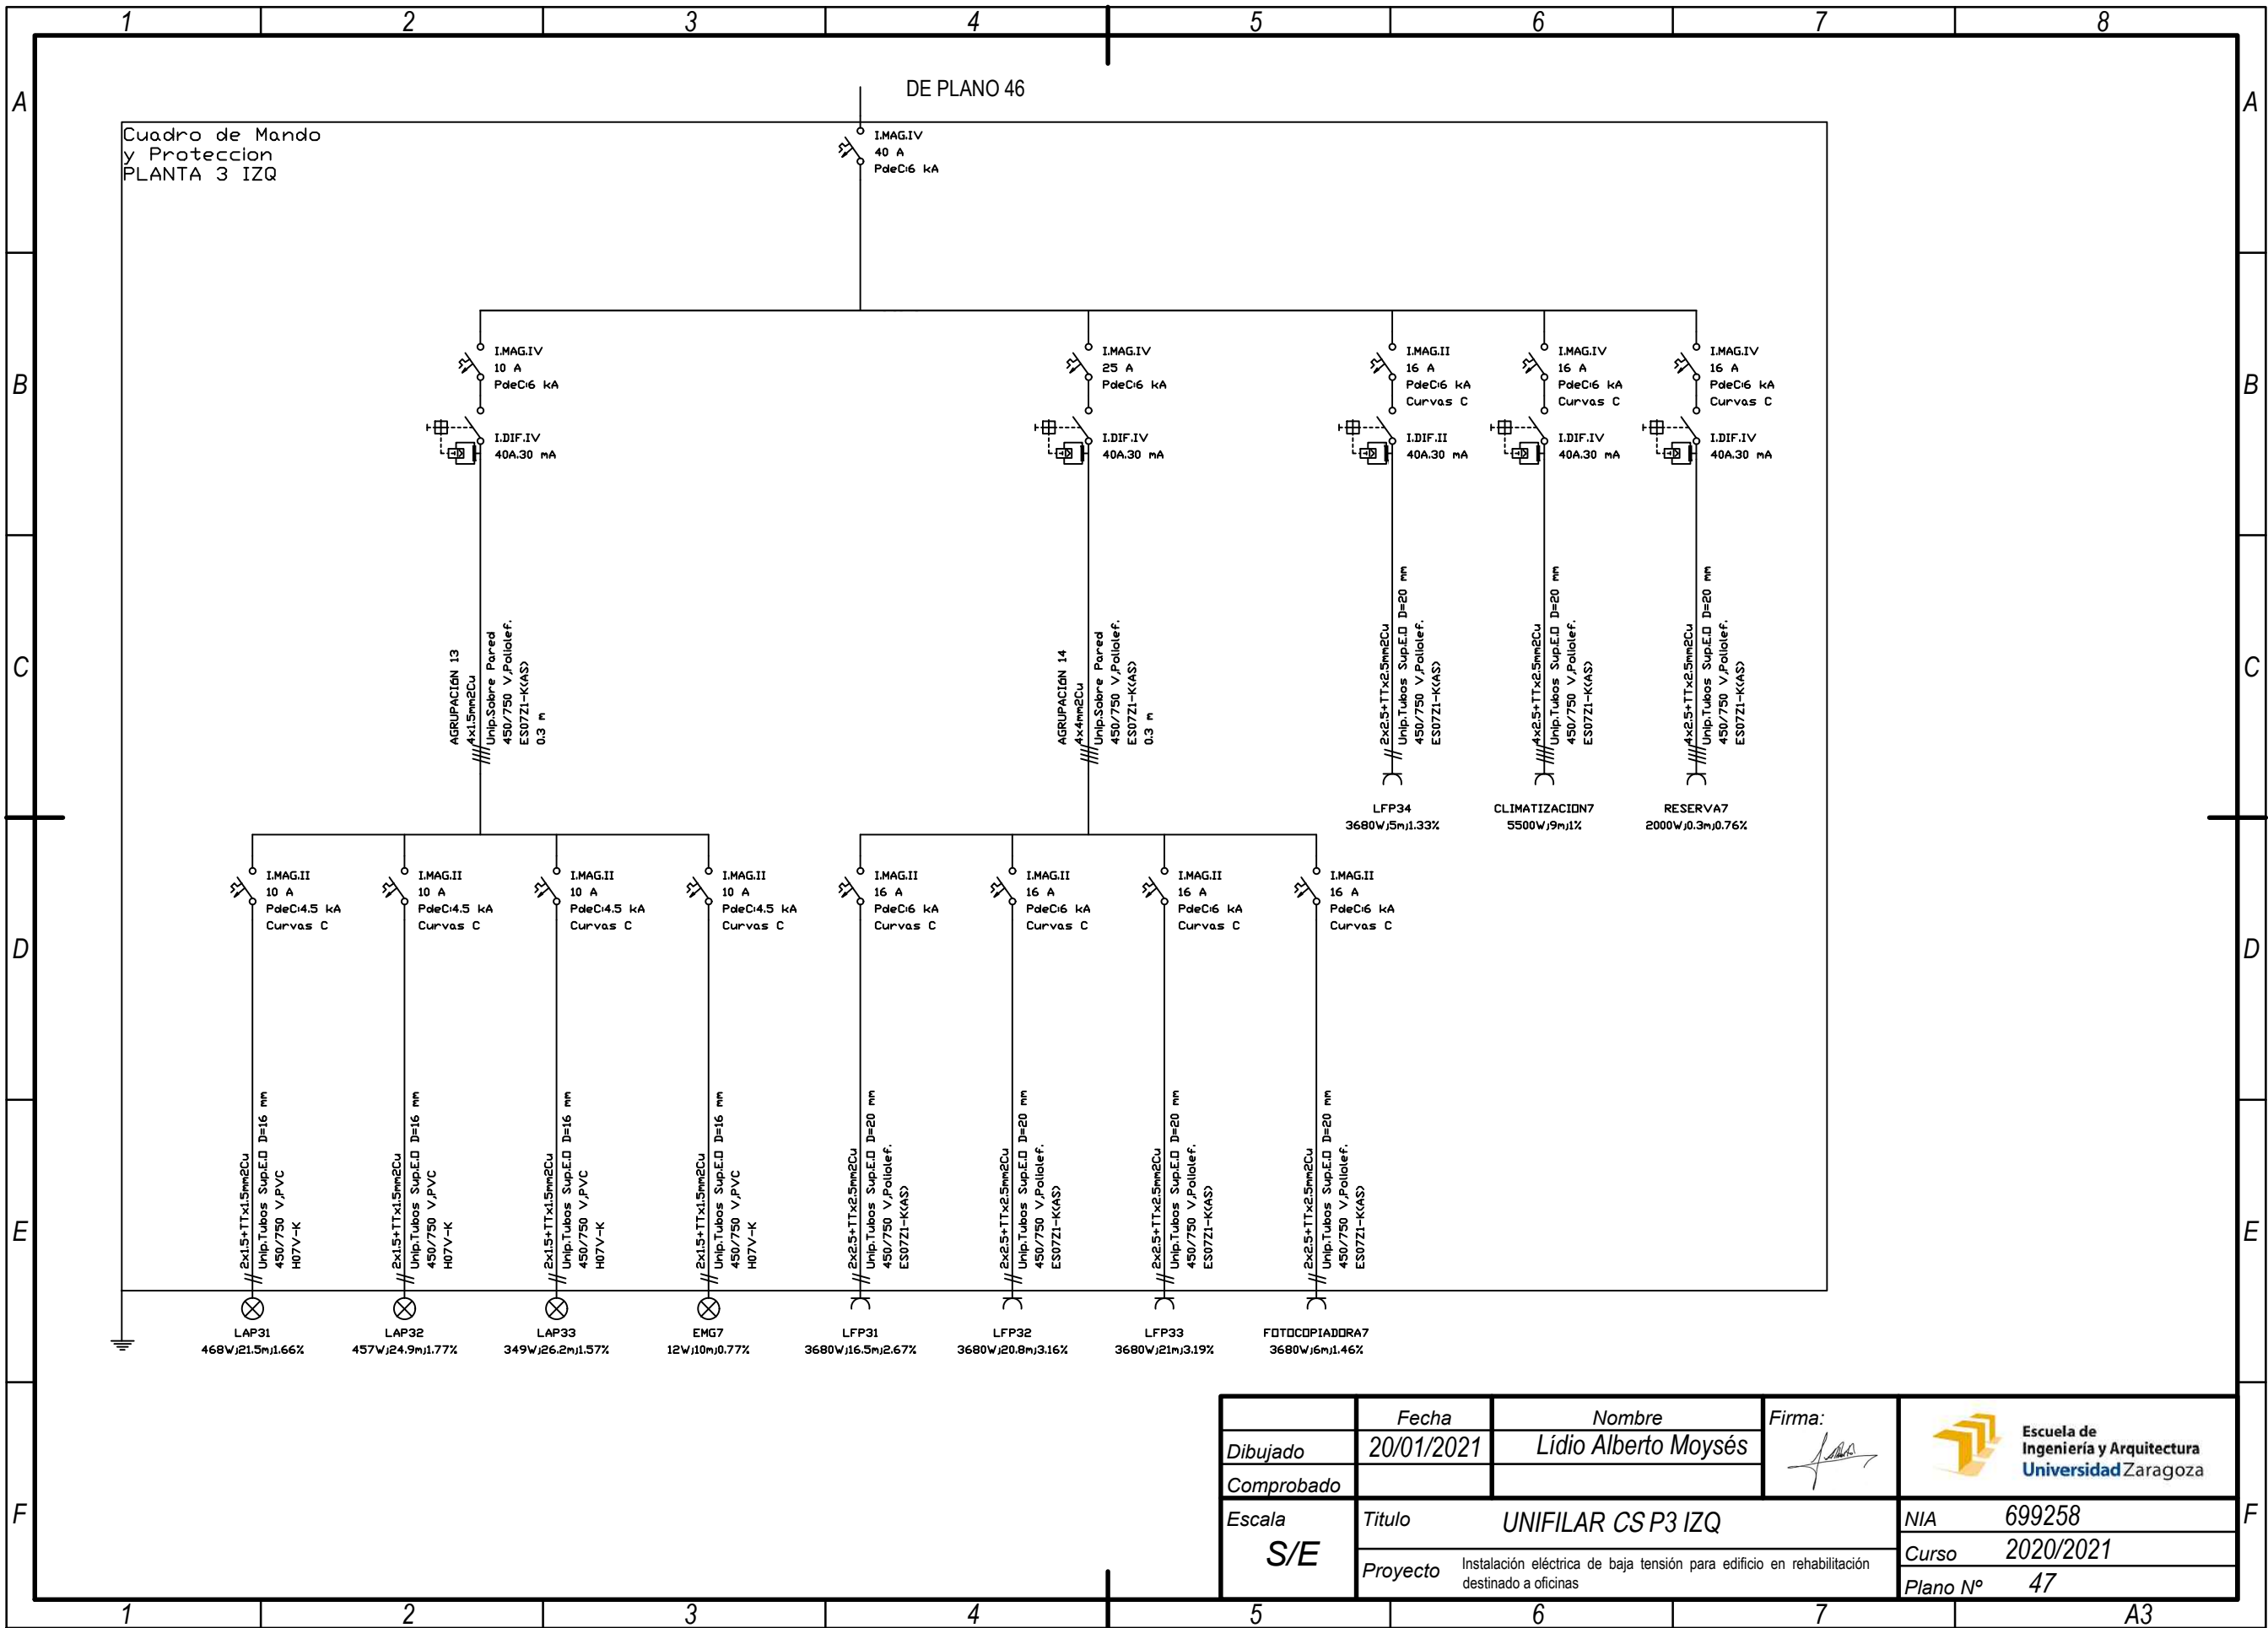 1 2 3 4 5 6 7 8
A A
B B
C C
D D
E E
F F
DE PLANO 46
Cuadro de Mando
y Proteccion
PLANTA 3 IZQ
I.MAG.IV
40 A
PdeC:6 kA
I.MAG.IV
10 A
PdeC:6 kA
I.DIF.IV
40A.30 mA
I.MAG.IV
25 A
PdeC:6 kA
I.DIF.IV
40A.30 mA
I.MAG.II
16 A
PdeC:6 kA
Curvas C
I.DIF.II
40A.30 mA
I.MAG.IV
16 A
PdeC:6 kA
Curvas C
I.DIF.IV
40A.30 mA
I.MAG.IV
16 A
PdeC:6 kA
Curvas C
I.DIF.IV
40A.30 mA
AGRUPACIÓN 13
4x1.5mm2Cu
Unip.Sobre Pared
450/750 V,Poliolef.
ES07Z1-K(AS)
0.3 m
AGRUPACIÓN 14
4x4mm2Cu
Unip.Sobre Pared
450/750 V,Poliolef.
ES07Z1-K(AS)
0.3 m
2x2.5+TTx2.5mm2Cu
Unip.Tubos Sup.E.O D=20 mm
450/750 V,Poliolef.
ES07Z1-K(AS)
LFP34
3680W;5m;1.33%
4x2.5+TTx2.5mm2Cu
Unip.Tubos Sup.E.O D=20 mm
450/750 V,Poliolef.
ES07Z1-K(AS)
CLIMATIZACION7
5500W;9m;1%
4x2.5+TTx2.5mm2Cu
Unip.Tubos Sup.E.O D=20 mm
450/750 V,Poliolef.
ES07Z1-K(AS)
RESERVA7
2000W;0.3m;0.76%
I.MAG.II
10 A
PdeC:4.5 kA
Curvas C
2x1.5+TTx1.5mm2Cu
Unip.Tubos Sup.E.O D=16 mm
450/750 V,PVC
H07V-K
LAP31
468W;21.5m;1.66%
I.MAG.II
10 A
PdeC:4.5 kA
Curvas C
2x1.5+TTx1.5mm2Cu
Unip.Tubos Sup.E.O D=16 mm
450/750 V,PVC
H07V-K
LAP32
457W;24.9m;1.77%
I.MAG.II
10 A
PdeC:4.5 kA
Curvas C
2x1.5+TTx1.5mm2Cu
Unip.Tubos Sup.E.O D=16 mm
450/750 V,PVC
H07V-K
LAP33
349W;26.2m;1.57%
I.MAG.II
10 A
PdeC:4.5 kA
Curvas C
2x1.5+TTx1.5mm2Cu
Unip.Tubos Sup.E.O D=16 mm
450/750 V,PVC
H07V-K
EMG7
12W;10m;0.77%
I.MAG.II
16 A
PdeC:6 kA
Curvas C
2x2.5+TTx2.5mm2Cu
Unip.Tubos Sup.E.O D=20 mm
450/750 V,Poliolef.
ES07Z1-K(AS)
LFP31
3680W;16.5m;2.67%
I.MAG.II
16 A
PdeC:6 kA
Curvas C
2x2.5+TTx2.5mm2Cu
Unip.Tubos Sup.E.O D=20 mm
450/750 V,Poliolef.
ES07Z1-K(AS)
LFP32
3680W;20.8m;3.16%
I.MAG.II
16 A
PdeC:6 kA
Curvas C
2x2.5+TTx2.5mm2Cu
Unip.Tubos Sup.E.O D=20 mm
450/750 V,Poliolef.
ES07Z1-K(AS)
LFP33
3680W;21m;3.19%
I.MAG.II
16 A
PdeC:6 kA
Curvas C
2x2.5+TTx2.5mm2Cu
Unip.Tubos Sup.E.O D=20 mm
450/750 V,Poliolef.
ES07Z1-K(AS)
FOTOCOPIADORA7
3680W;6m;1.46%
Fecha Nombre Firma:
Dibujado 20/01/2021 Lídio Alberto Moysés
Comprobado
Escuela de
Ingeniería y Arquitectura
Universidad Zaragoza
Escala
S/E
Titulo UNIFILAR CS P3 IZQ
Proyecto Instalación eléctrica de baja tensión para edificio en rehabilitación
destinado a oficinas
NIA 699258
Curso 2020/2021
Plano Nº 47
1 2 3 4 5 6 7 A3